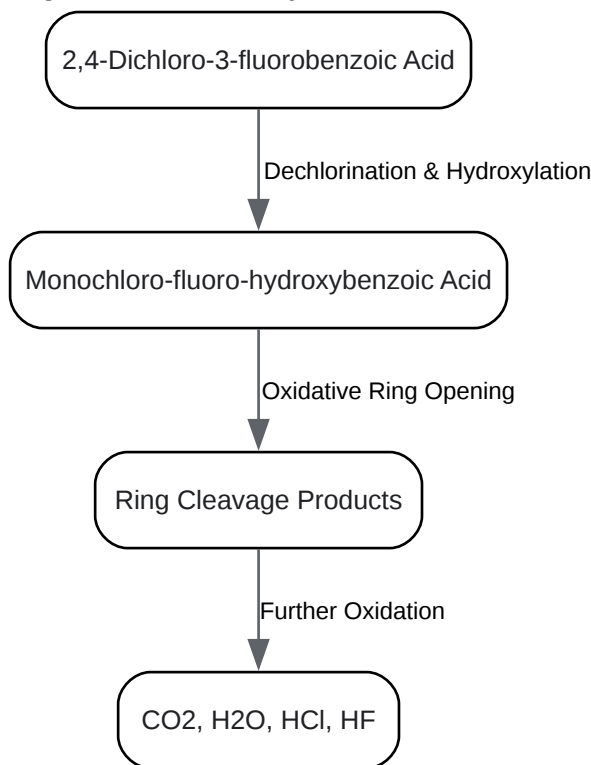 2,4-Dichloro-3-fluorobenzoic Acid
Dechlorination & Hydroxylation
Monochloro-fluoro-hydroxybenzoic Acid
Oxidative Ring Opening
Ring Cleavage Products
Further Oxidation
CO2, H2O, HCl, HF